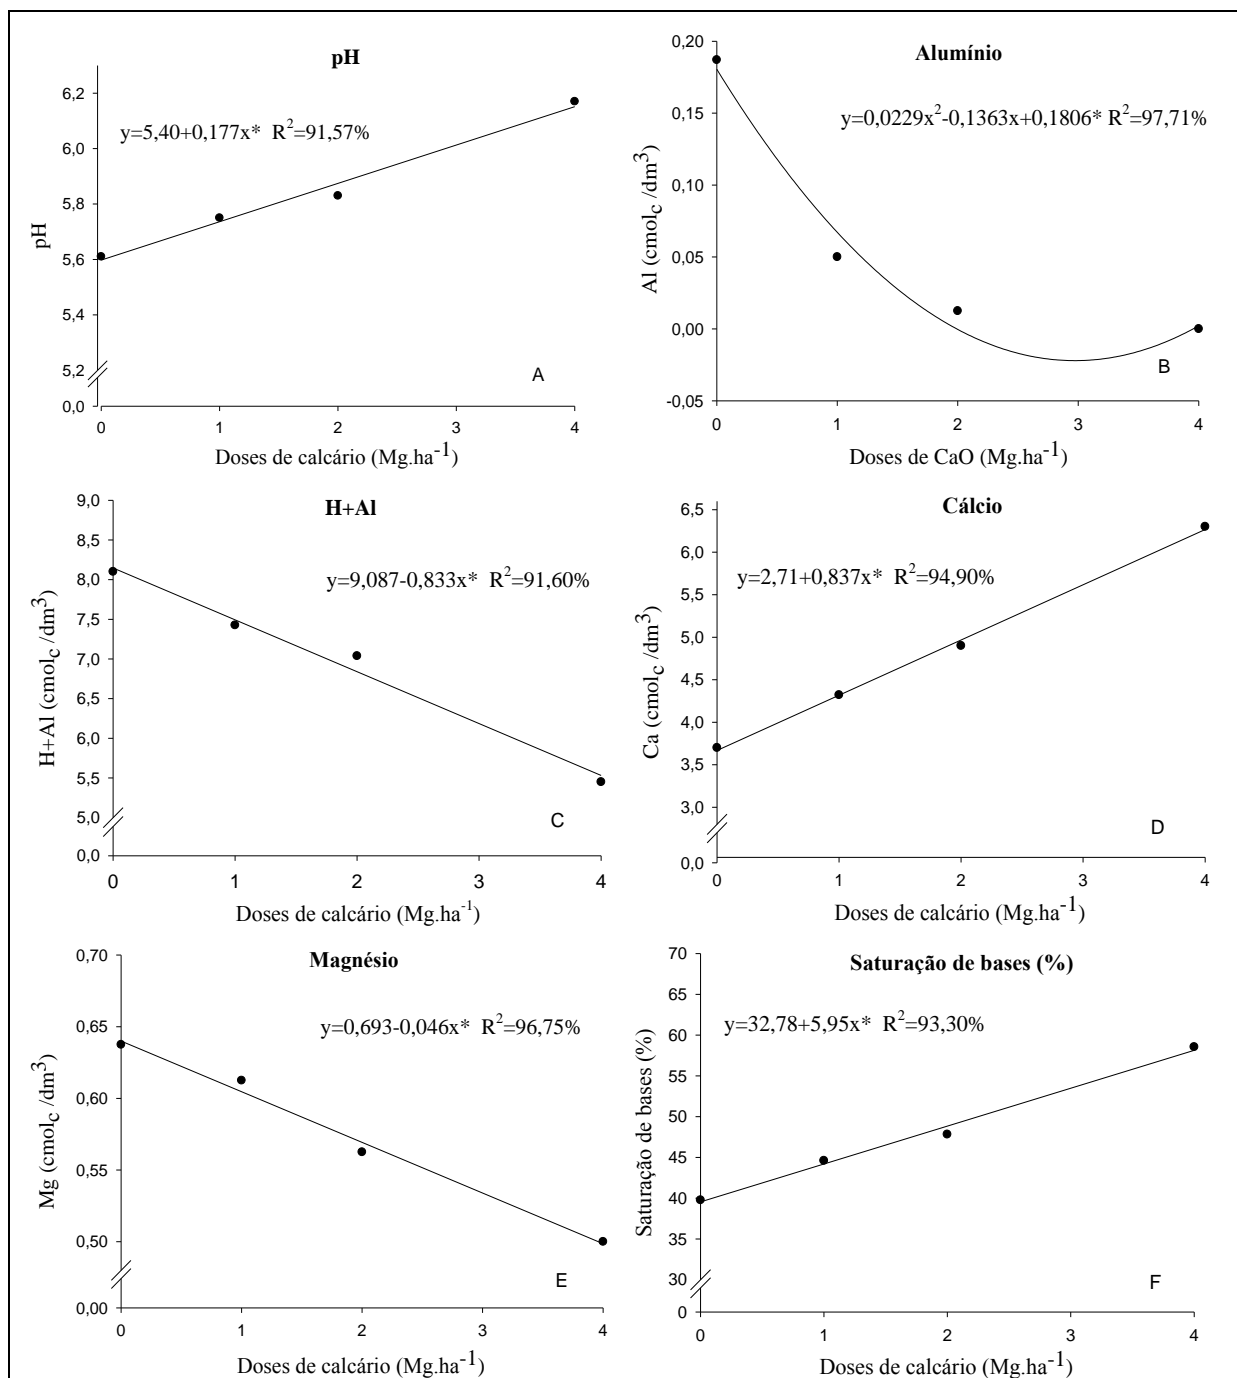 pH
y=5,40+0,177x* R²=91,57%
pH
6,2
6,0
5,8
5,6
5,4
5,2
0,0
0 1 2 3 4
Doses de calcário (Mg.ha⁻¹)
A
Alumínio
y=0,0229x²-0,1363x+0,1806* R²=97,71%
Al (cmolc /dm³)
0,20
0,15
0,10
0,05
0,00
-0,05
0 1 2 3 4
Doses de CaO (Mg.ha⁻¹)
B
H+Al
y=9,087-0,833x* R²=91,60%
H+Al (cmolc /dm³)
9,0
8,5
8,0
7,5
7,0
6,5
6,0
5,5
5,0
0,0
0 1 2 3 4
Doses de calcário (Mg.ha⁻¹)
C
Cálcio
y=2,71+0,837x* R²=94,90%
Ca (cmolc /dm³)
6,5
6,0
5,5
5,0
4,5
4,0
3,5
3,0
0,0
0 1 2 3 4
Doses de calcário (Mg.ha⁻¹)
D
Magnésio
y=0,693-0,046x* R²=96,75%
Mg (cmolc /dm³)
0,70
0,65
0,60
0,55
0,50
0,00
0 1 2 3 4
Doses de calcário (Mg.ha⁻¹)
E
Saturação de bases (%)
y=32,78+5,95x* R²=93,30%
Saturação de bases (%)
70
60
55
50
45
40
35
30
0
0 1 2 3 4
Doses de calcário (Mg.ha⁻¹)
F